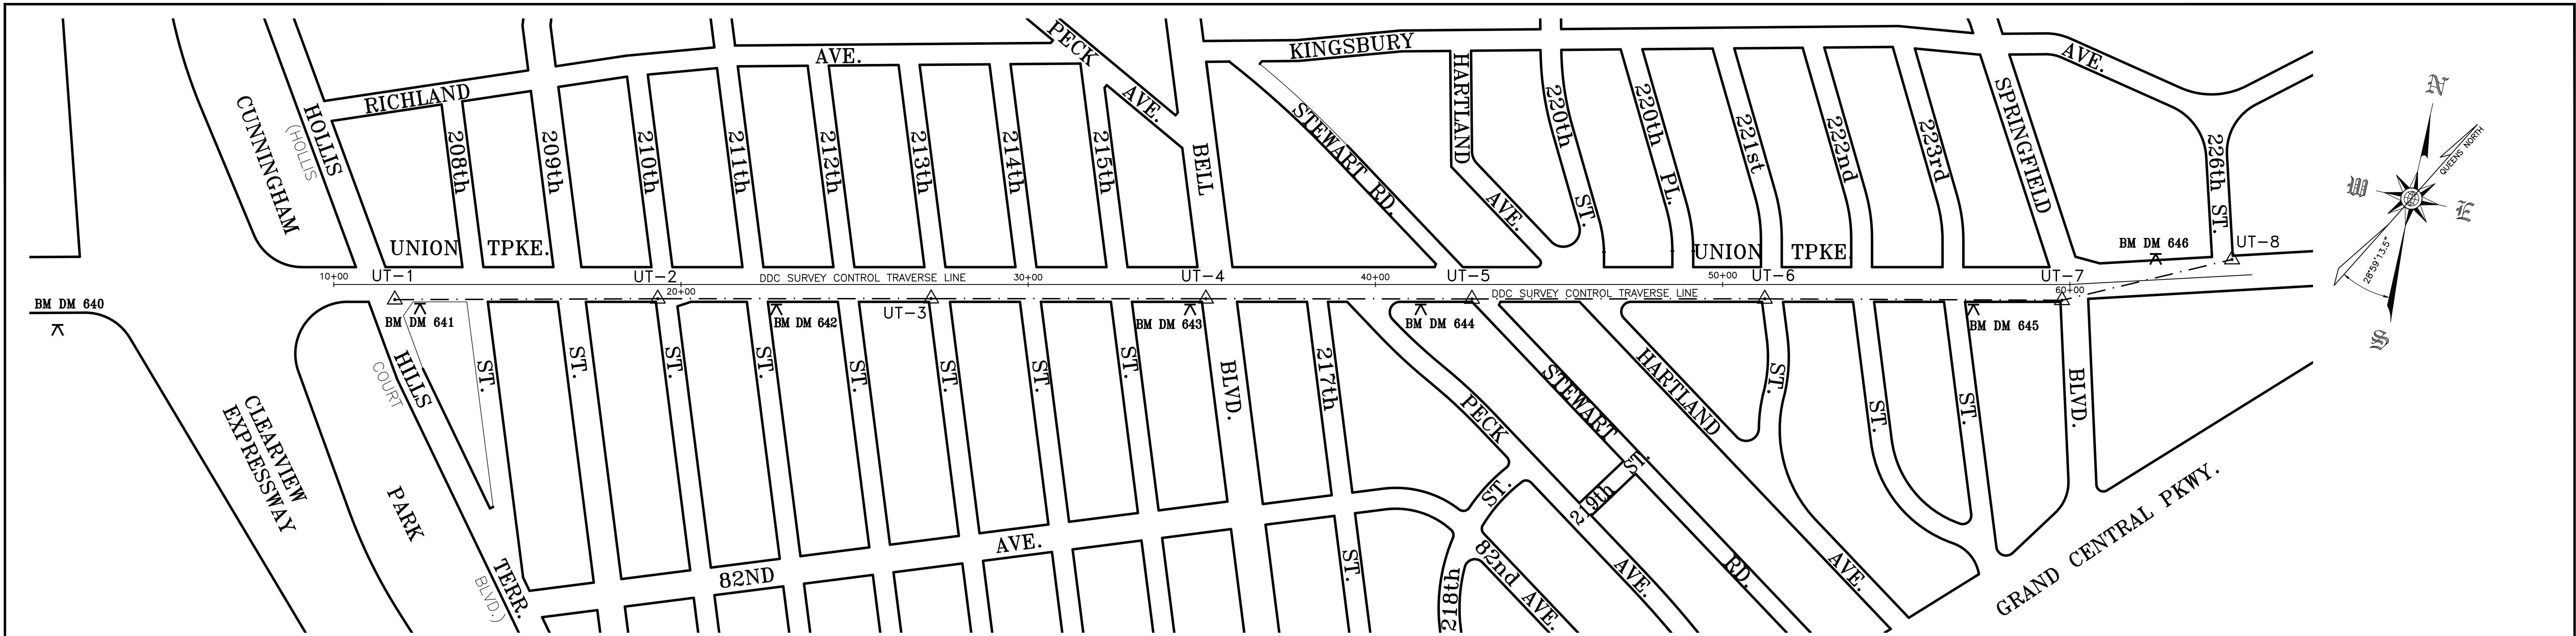 PECK
AVE.
KINGSBURY
AVE.
AVE.
RICHLAND
HOLLIS
(HOLLIS
CUNNINGHAM
208th
209th
210th
211th
212th
213th
214th
215th
AVE.
BELL
STEWART RD.
HARTLAND
AVE.
220th
ST.
220th
PL.
221st
222nd
223rd
SPRINGFIELD
226th
ST.
N
QUEENS NORTH
W
E
28°59'13.5"
S
UNION
TPKE.
UNION
TPKE.
BM DM 646
UT-8
10+00
UT-1
UT-2
20+00
DDC SURVEY CONTROL TRAVERSE LINE
30+00
UT-4
40+00
UT-5
50+00
UT-6
UT-7
60+00
DDC SURVEY CONTROL TRAVERSE LINE
BM DM 640
BM DM 641
BM DM 642
UT-3
BM DM 643
BM DM 644
BM DM 645
HILLS
COURT
ST.
ST.
ST.
ST.
ST.
ST.
ST.
ST.
BLVD.
217th
PECK
STEWART
HARTLAND
ST.
ST.
ST.
BLVD.
CLEARVIEW
EXPRESSWAY
PARK
TERR.
BLVD.)
82ND
AVE.
ST.
ST.
218th
82nd
AVE.
219th
ST.
AVE.
RD.
AVE.
GRAND CENTRAL PKWY.